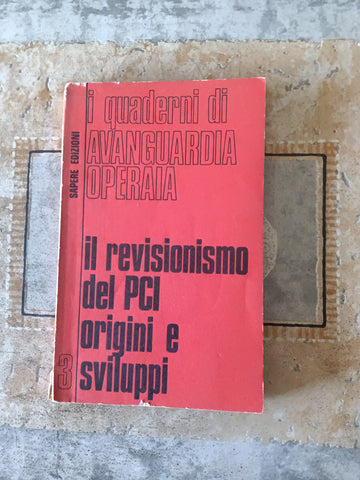 i quaderni di
AVANGUARDIA
OPERAIA
SAPERE EDIZIONI
il revisionismo
del PCI
origini e
sviluppi
3